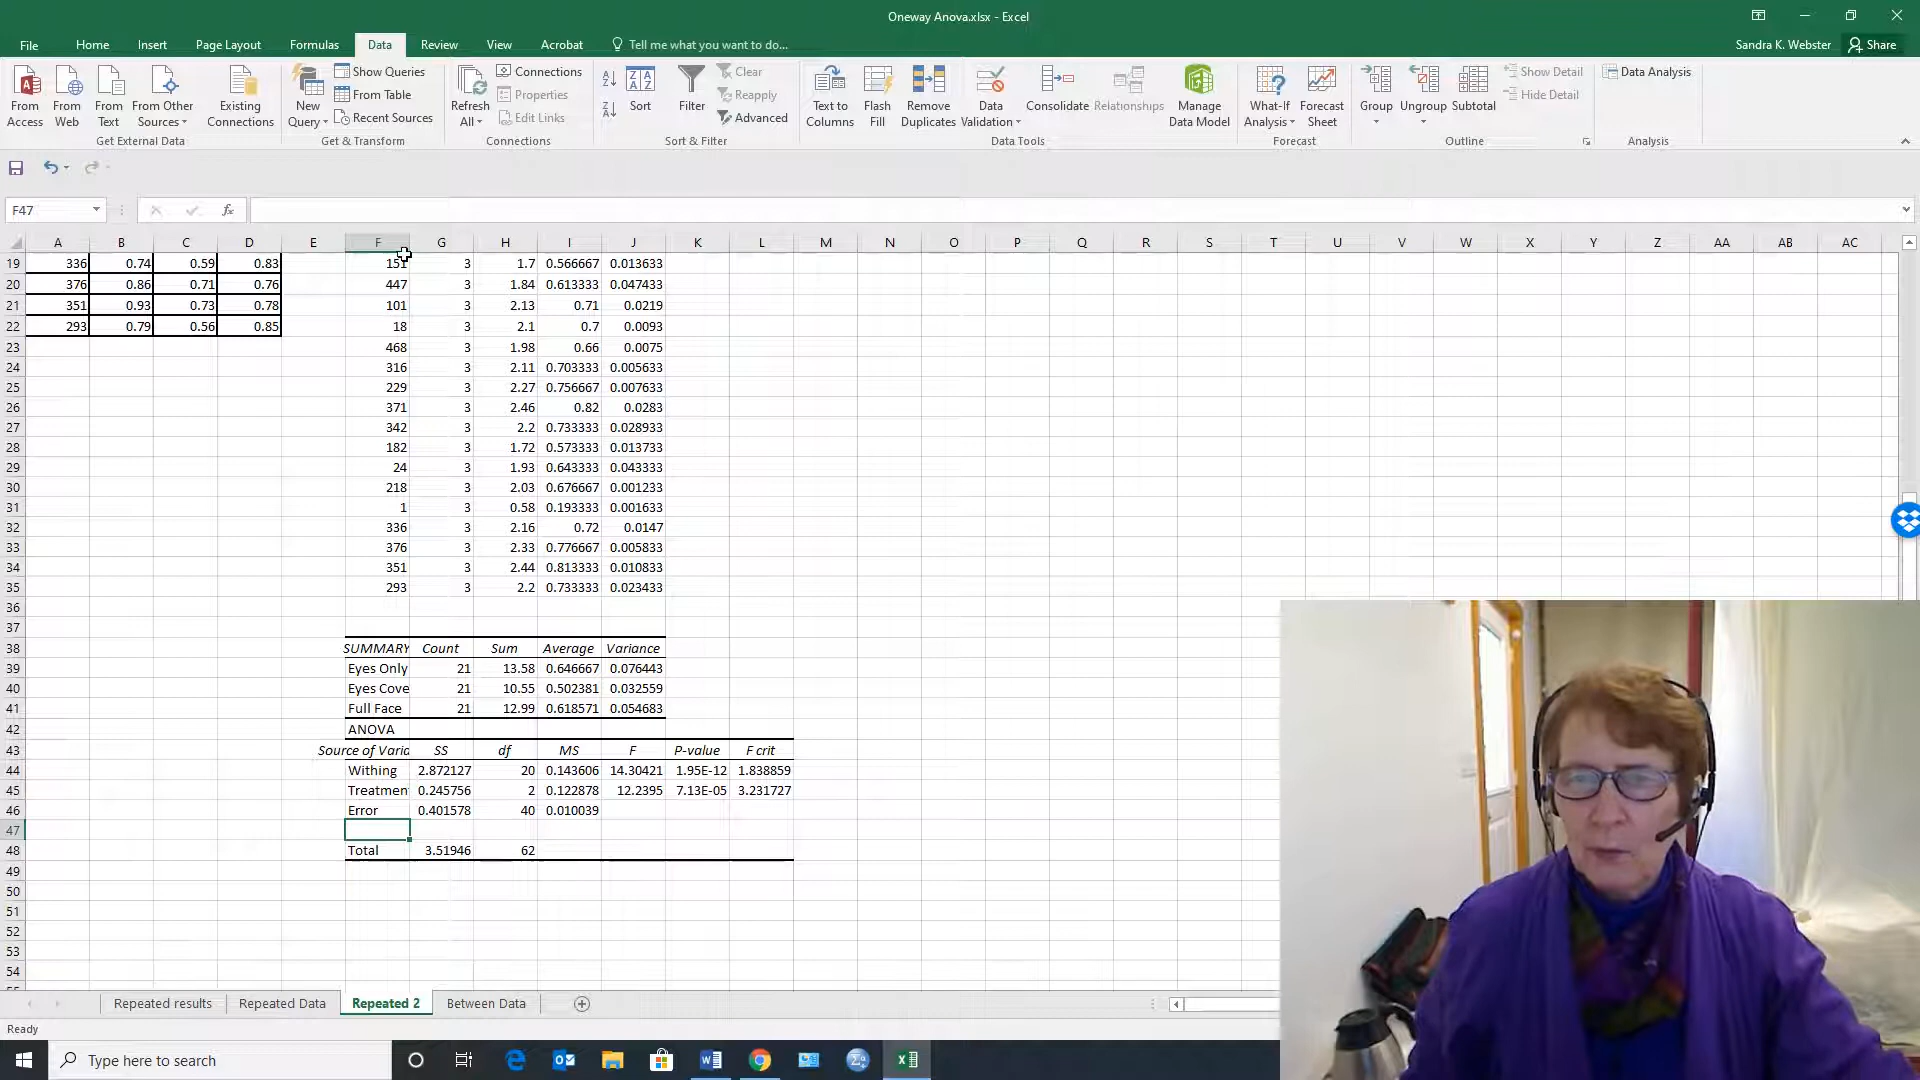 Oneway Anova.xlsx - Excel
File Home Insert Page Layout Formulas Data Review View Acrobat Tell me what you want to do... Sandra K. Webster Share
From Access From Web From Text From Other Sources Existing Connections
Get External Data
New Query Show Queries From Table Recent Sources
Get & Transform
Refresh All Connections Properties Edit Links
Connections
Sort Filter Clear Reapply Advanced
Sort & Filter
Text to Columns Flash Fill Remove Duplicates Data Validation Consolidate Relationships Manage Data Model
Data Tools
What-If Analysis Forecast Sheet
Forecast
Group Ungroup Subtotal Show Detail Hide Detail
Outline
Data Analysis
Analysis
F47 fx
A B C D E F G H I J K L M N O P Q R S T U V W X Y Z AA AB AC
19 336 0.74 0.59 0.83 151 3 1.7 0.566667 0.013633
20 376 0.86 0.71 0.76 447 3 1.84 0.613333 0.047433
21 351 0.93 0.73 0.78 101 3 2.13 0.71 0.0219
22 293 0.79 0.56 0.85 18 3 2.1 0.7 0.0093
23 468 3 1.98 0.66 0.0075
24 316 3 2.11 0.703333 0.005633
25 229 3 2.27 0.756667 0.007633
26 371 3 2.46 0.82 0.0283
27 342 3 2.2 0.733333 0.028933
28 182 3 1.72 0.573333 0.013733
29 24 3 1.93 0.643333 0.043333
30 218 3 2.03 0.676667 0.001233
31 1 3 0.58 0.193333 0.001633
32 336 3 2.16 0.72 0.0147
33 376 3 2.33 0.776667 0.005833
34 351 3 2.44 0.813333 0.010833
35 293 3 2.2 0.733333 0.023433
36
37
38 SUMMARY Count Sum Average Variance
39 Eyes Only 21 13.58 0.646667 0.076443
40 Eyes Cove 21 10.55 0.502381 0.032559
41 Full Face 21 12.99 0.618571 0.054683
42 ANOVA
43 Source of Varia SS df MS F P-value F crit
44 Withing 2.872127 20 0.143606 14.30421 1.95E-12 1.838859
45 Treatmen 0.245756 2 0.122878 12.2395 7.13E-05 3.231727
46 Error 0.401578 40 0.010039
47
48 Total 3.51946 62
49
50
51
52
53
54
Repeated results Repeated Data Repeated 2 Between Data
Ready
Type here to search